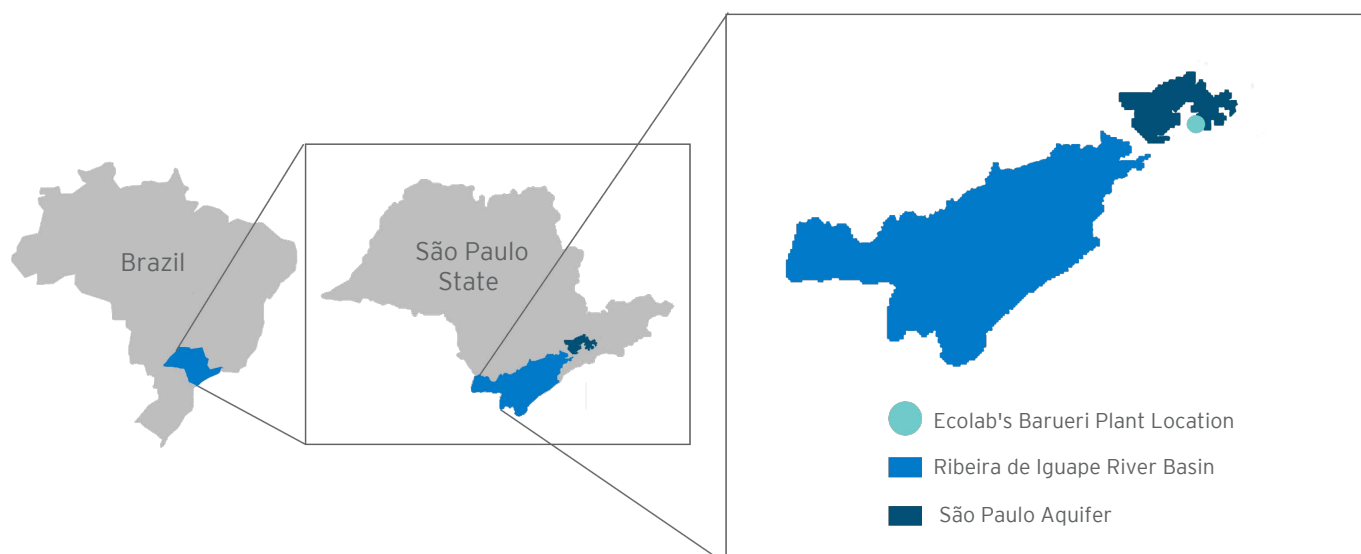 Brazil
São Paulo
State
Ecolab's Barueri Plant Location
Ribeira de Iguape River Basin
São Paulo Aquifer